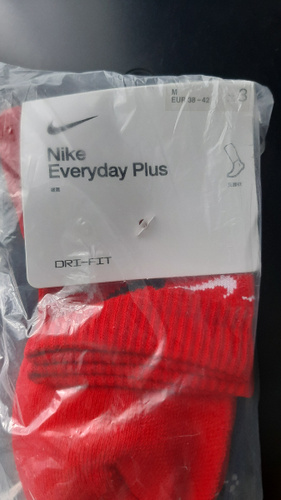 M
EUR 38-42
3
Nike
Everyday Plus
DRI-FIT